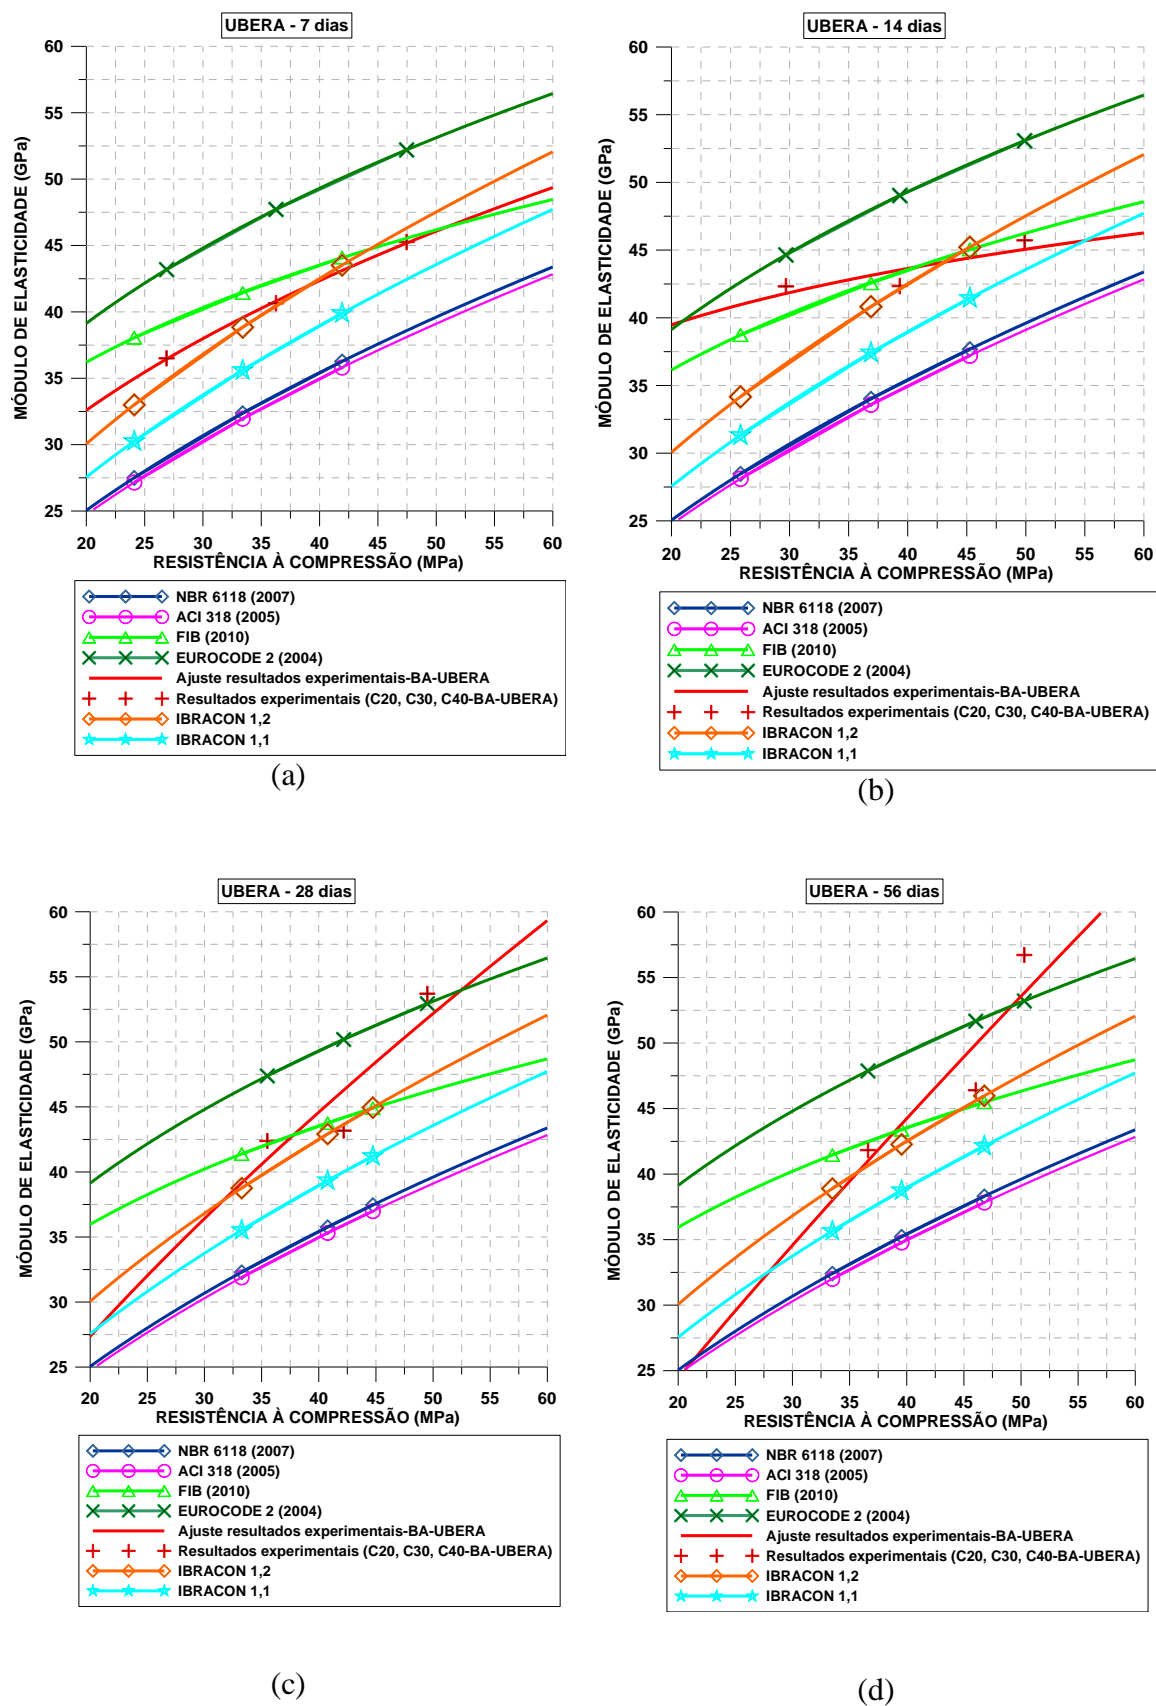 UBERA - 7 dias
60
55
50
45
40
35
30
25
MÓDULO DE ELASTICIDADE (GPa)
20 25 30 35 40 45 50 55 60
RESISTÊNCIA À COMPRESSÃO (MPa)
NBR 6118 (2007)
ACI 318 (2005)
FIB (2010)
EUROCODE 2 (2004)
Ajuste resultados experimentais-BA-UBERA
Resultados experimentais (C20, C30, C40-BA-UBERA)
IBRACON 1,2
IBRACON 1,1
(a)
UBERA - 14 dias
60
55
50
45
40
35
30
25
MÓDULO DE ELASTICIDADE (GPa)
20 25 30 35 40 45 50 55 60
RESISTÊNCIA À COMPRESSÃO (MPa)
NBR 6118 (2007)
ACI 318 (2005)
FIB (2010)
EUROCODE 2 (2004)
Ajuste resultados experimentais-BA-UBERA
Resultados experimentais (C20, C30, C40-BA-UBERA)
IBRACON 1,2
IBRACON 1,1
(b)
UBERA - 28 dias
60
55
50
45
40
35
30
25
MÓDULO DE ELASTICIDADE (GPa)
20 25 30 35 40 45 50 55 60
RESISTÊNCIA À COMPRESSÃO (MPa)
NBR 6118 (2007)
ACI 318 (2005)
FIB (2010)
EUROCODE 2 (2004)
Ajuste resultados experimentais-BA-UBERA
Resultados experimentais (C20, C30, C40-BA-UBERA)
IBRACON 1,2
IBRACON 1,1
(c)
UBERA - 56 dias
60
55
50
45
40
35
30
25
MÓDULO DE ELASTICIDADE (GPa)
20 25 30 35 40 45 50 55 60
RESISTÊNCIA À COMPRESSÃO (MPa)
NBR 6118 (2007)
ACI 318 (2005)
FIB (2010)
EUROCODE 2 (2004)
Ajuste resultados experimentais-BA-UBERA
Resultados experimentais (C20, C30, C40-BA-UBERA)
IBRACON 1,2
IBRACON 1,1
(d)